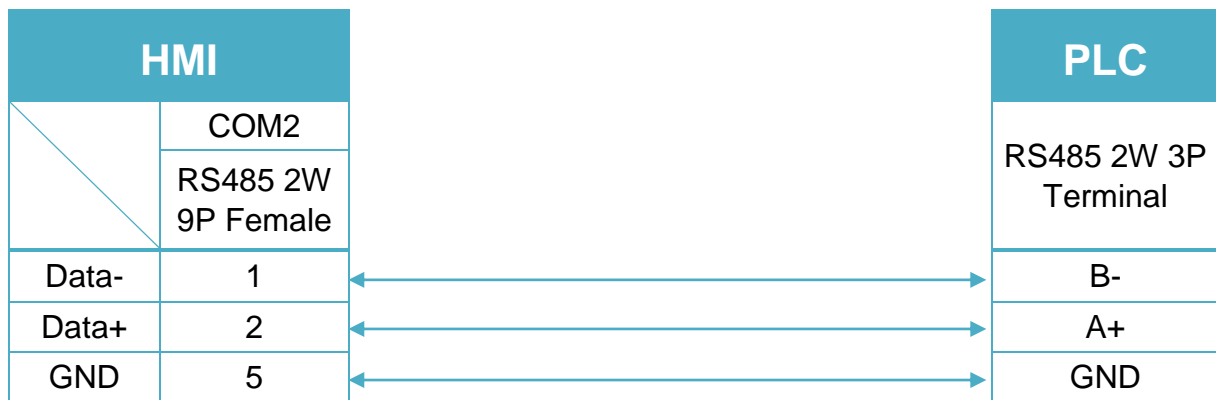 HMI
PLC
COM2
RS485 2W
9P Female
RS485 2W 3P
Terminal
Data- 1 B-
Data+ 2 A+
GND 5 GND